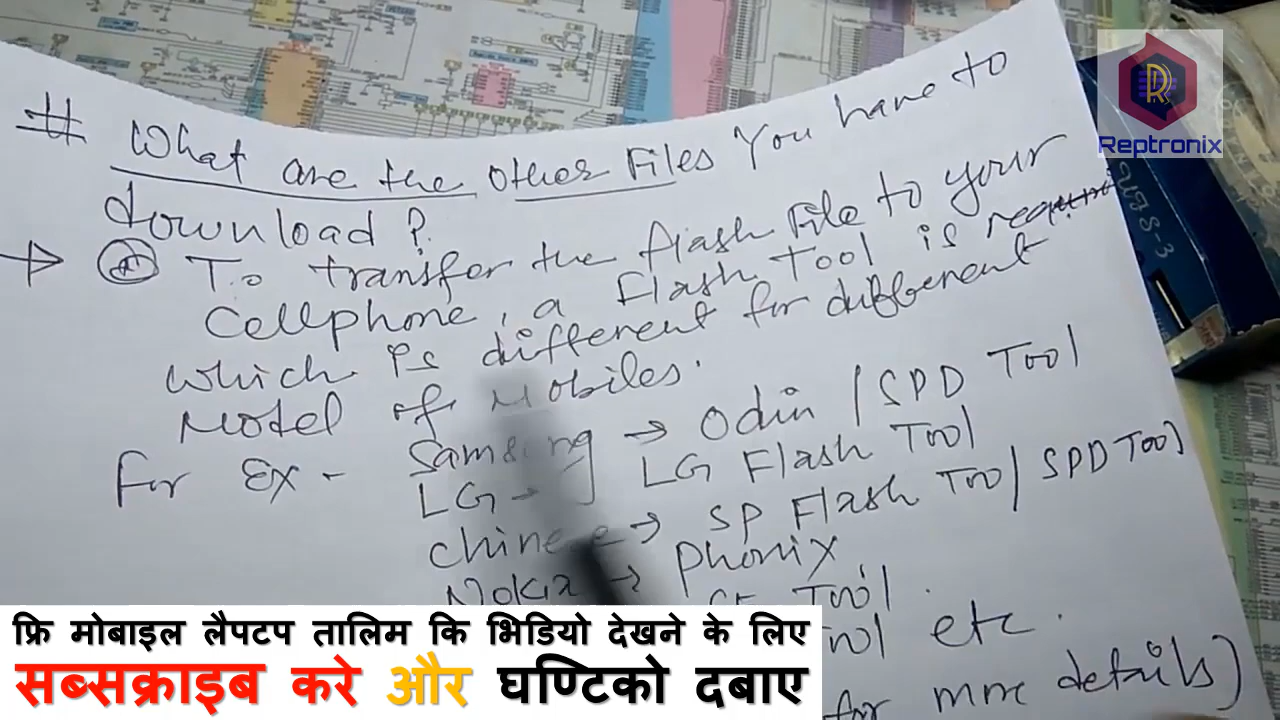 # What are the other Files You have to
download?
→ To transfer the flash File to your
cellphone, a Flash Tool is
which is different for different
Model of Mobiles.
For Ex - Samsung → Odin / SPD Tool
LG → LG Flash Tool
Chinese → SP Flash Tool / SPD Tool
Nokia → Phonix
Tool
etc.
for more details)
Reptronix
फ्रि मोबाइल लैपटप तालिम कि भिडियो देखने के लिए
सब्सक्राइब करे और घण्टिको दबाए